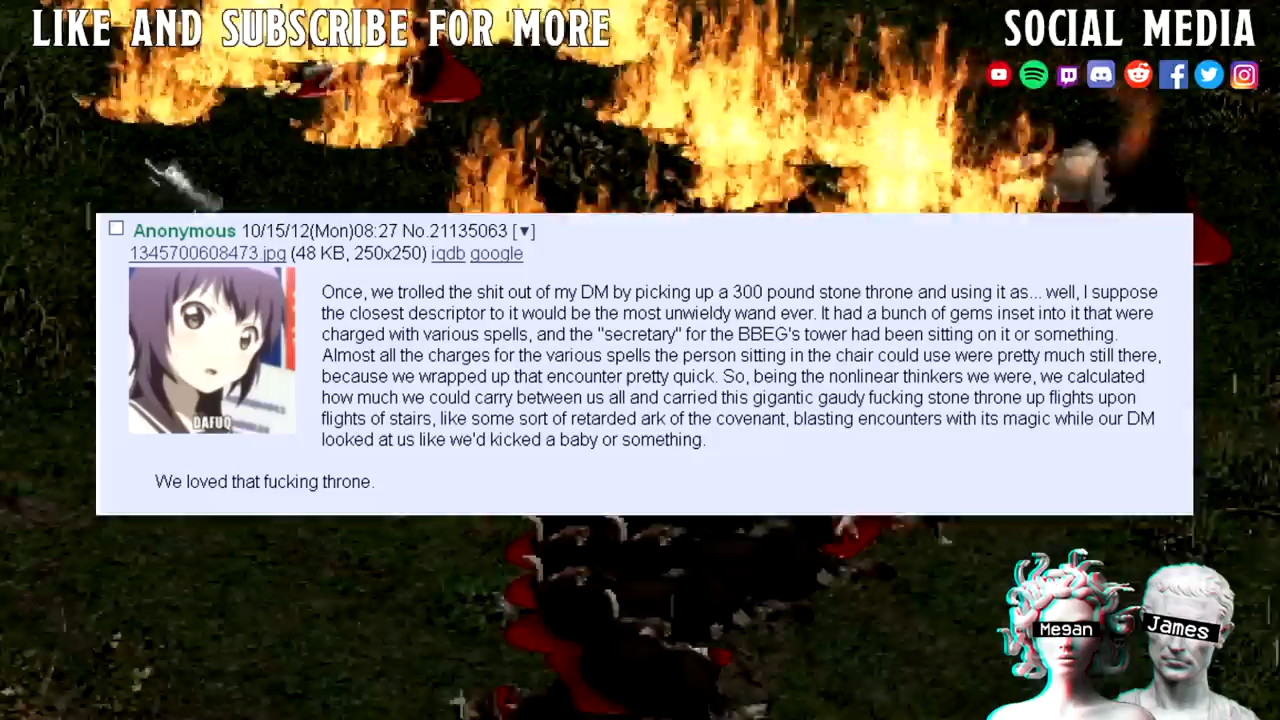 LIKE AND SUBSCRIBE FOR MORE
SOCIAL MEDIA
Anonymous 10/15/12(Mon)08:27 No.21135063 [▼]
1345700608473.jpg (48 KB, 250x250) iqdb google
DAFUQ
Once, we trolled the shit out of my DM by picking up a 300 pound stone throne and using it as... well, I suppose
the closest descriptor to it would be the most unwieldy wand ever. It had a bunch of gems inset into it that were
charged with various spells, and the "secretary" for the BBEG's tower had been sitting on it or something.
Almost all the charges for the various spells the person sitting in the chair could use were pretty much still there,
because we wrapped up that encounter pretty quick. So, being the nonlinear thinkers we were, we calculated
how much we could carry between us all and carried this gigantic gaudy fucking stone throne up flights upon
flights of stairs, like some sort of retarded ark of the covenant, blasting encounters with its magic while our DM
looked at us like we'd kicked a baby or something.
We loved that fucking throne.
Megan
James